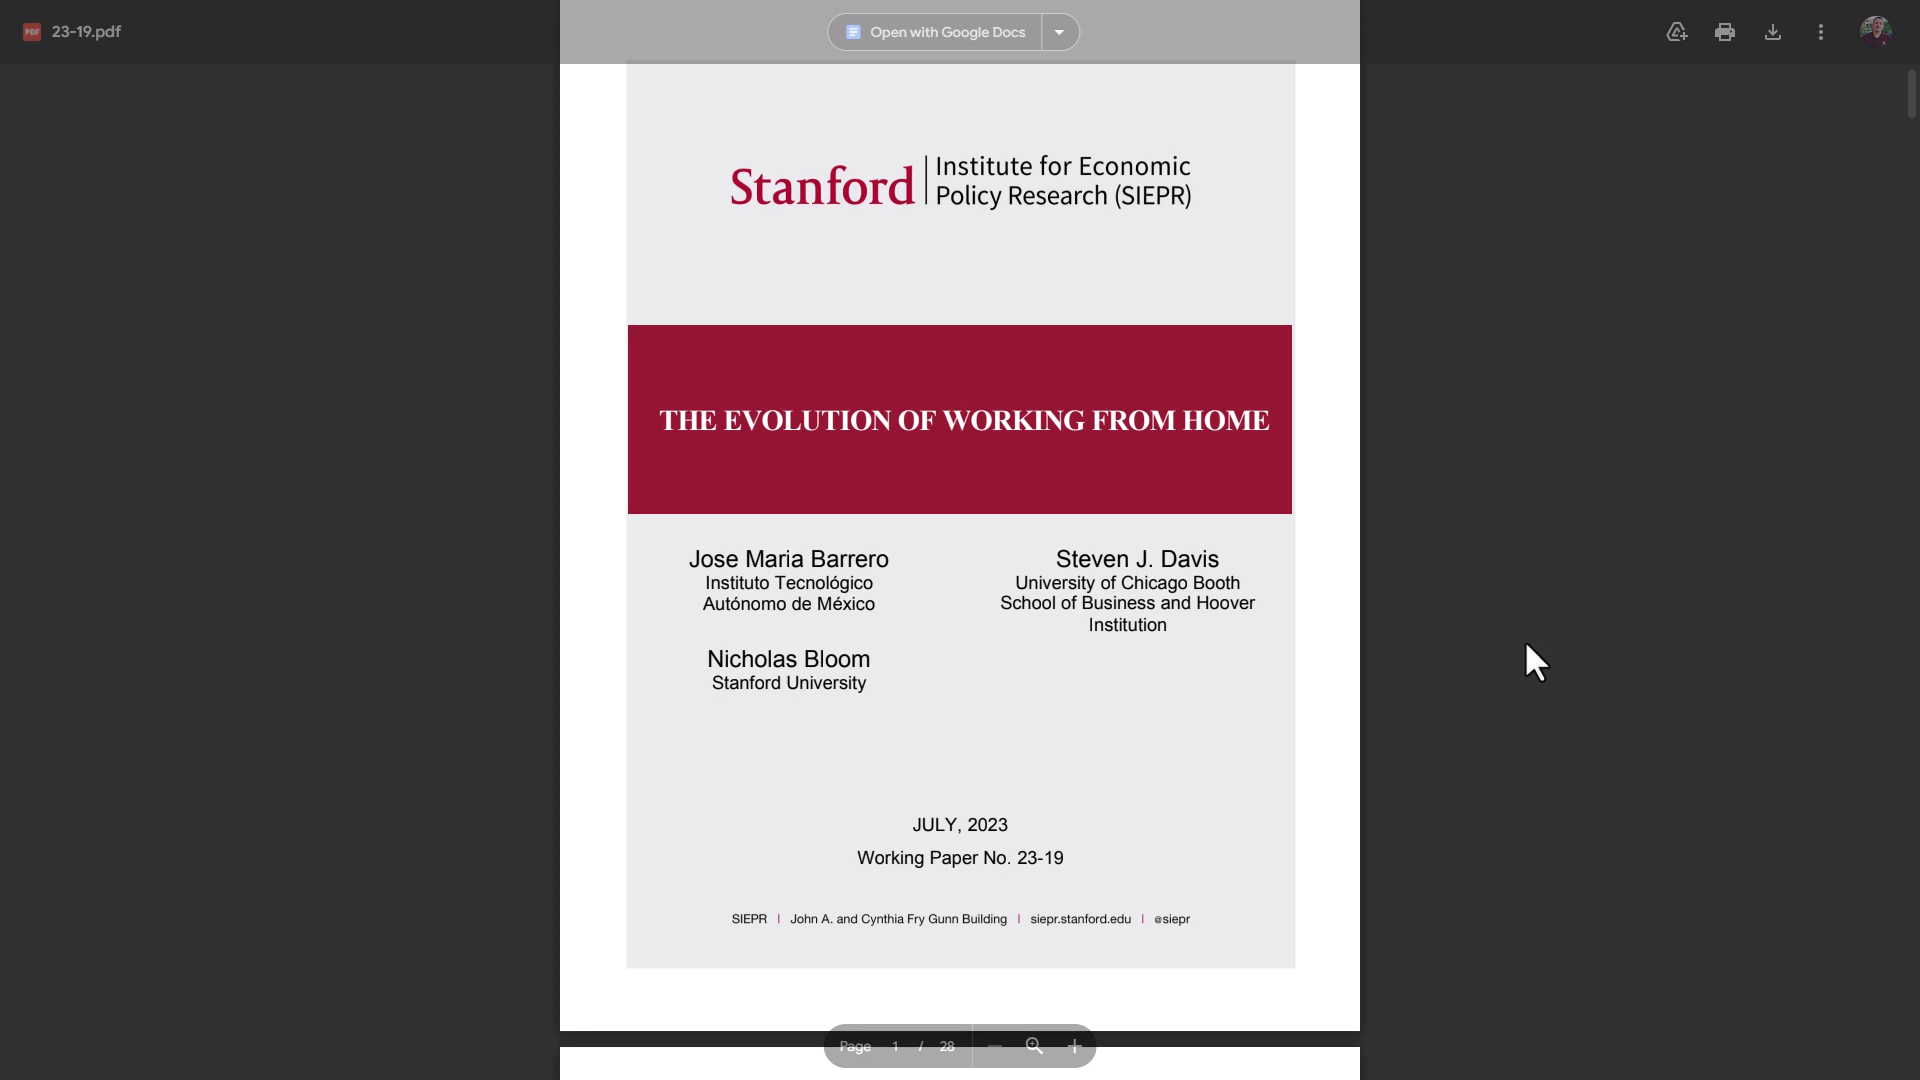 PDF
23-19.pdf
Open with Google Docs
Stanford
Institute for Economic
Policy Research (SIEPR)
THE EVOLUTION OF WORKING FROM HOME
Jose Maria Barrero
Instituto Tecnológico
Autónomo de México
Steven J. Davis
University of Chicago Booth
School of Business and Hoover
Institution
Nicholas Bloom
Stanford University
JULY, 2023
Working Paper No. 23-19
SIEPR | John A. and Cynthia Fry Gunn Building | siepr.stanford.edu | @siepr
Page 1 / 28